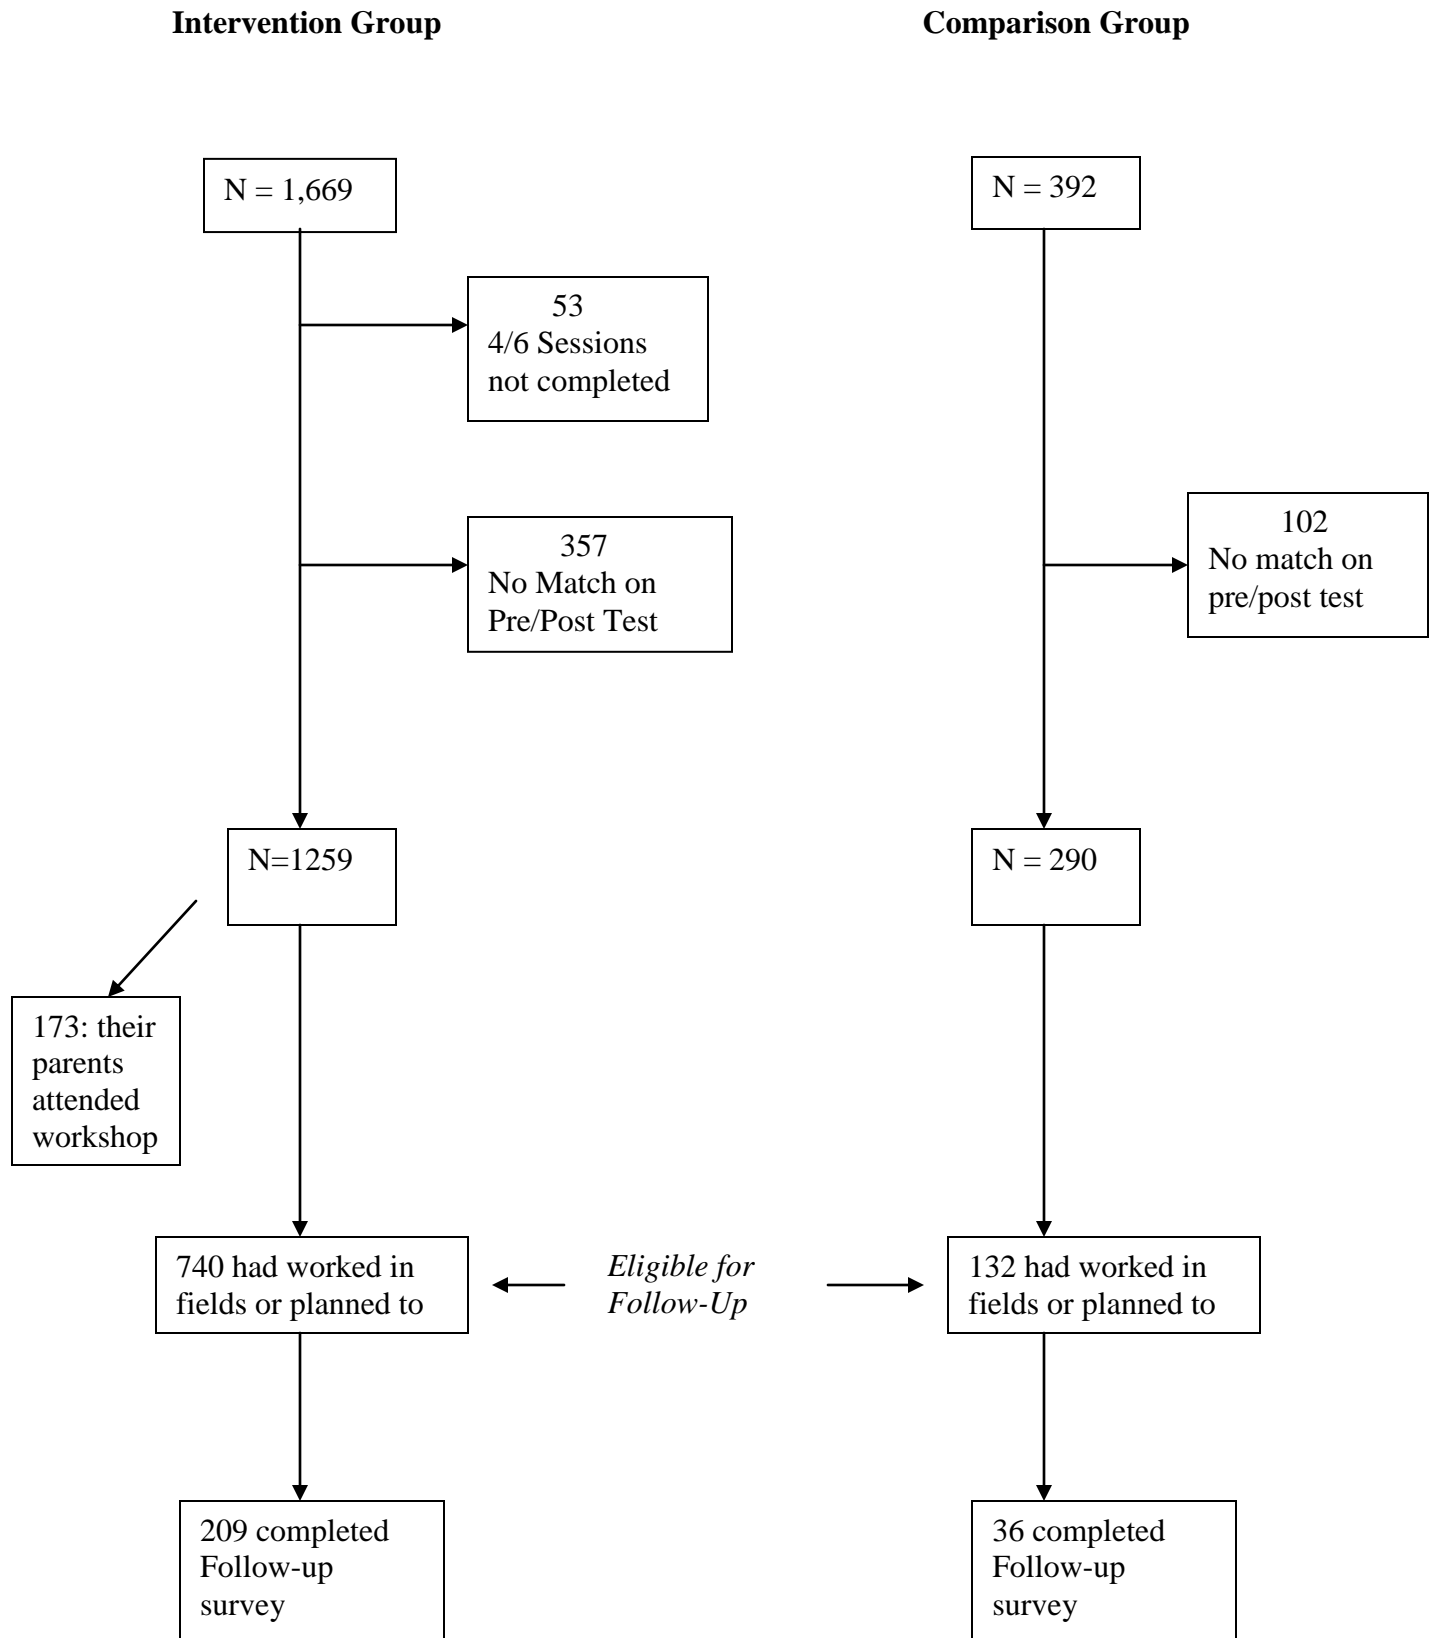 Intervention Group
Comparison Group
N = 1,669
N = 392
53
4/6 Sessions
not completed
357
No Match on
Pre/Post Test
102
No match on
pre/post test
N=1259
N = 290
173: their
parents
attended
workshop
740 had worked in
fields or planned to
Eligible for
Follow-Up
132 had worked in
fields or planned to
209 completed
Follow-up
survey
36 completed
Follow-up
survey